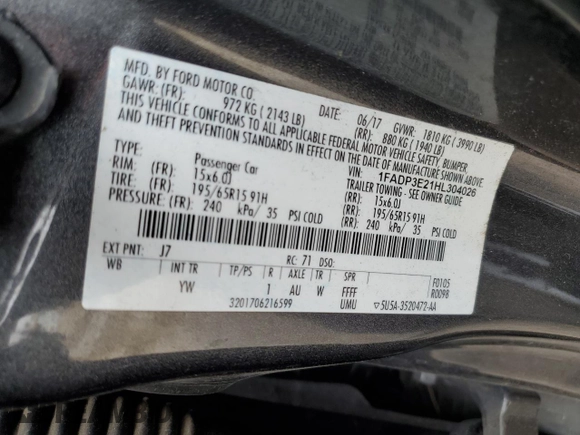 MFD. BY FORD MOTOR CO.
DATE: 06/17 GVWR: 1810 KG ( 3990 LB)
GAWR: (FR): 972 KG ( 2143 LB) (RR): 880 KG ( 1940 LB)
THIS VEHICLE CONFORMS TO ALL APPLICABLE FEDERAL MOTOR VEHICLE SAFETY, BUMPER,
AND THEFT PREVENTION STANDARDS IN EFFECT ON THE DATE OF MANUFACTURE SHOWN ABOVE.
1FADP3E21HL304026
TYPE: Passenger Car TRAILER TOWING - SEE OWNER GUIDE
RIM: (FR) 15x6.0J (RR): 15x6.0J
TIRE: (FR) 195/65R15 91H (RR): 195/65R15 91H
PRESSURE: (FR) 240 kPa/ 35 PSI COLD (RR): 240 kPa/ 35 PSI COLD
EXT PNT: J7 RC: 71 DSO:
WB INT TR TP/PS R AXLE TR SPR F0105
YW 1 AU W FFFF R0098
3201706216599 UMU 5U5A-3520472-AA